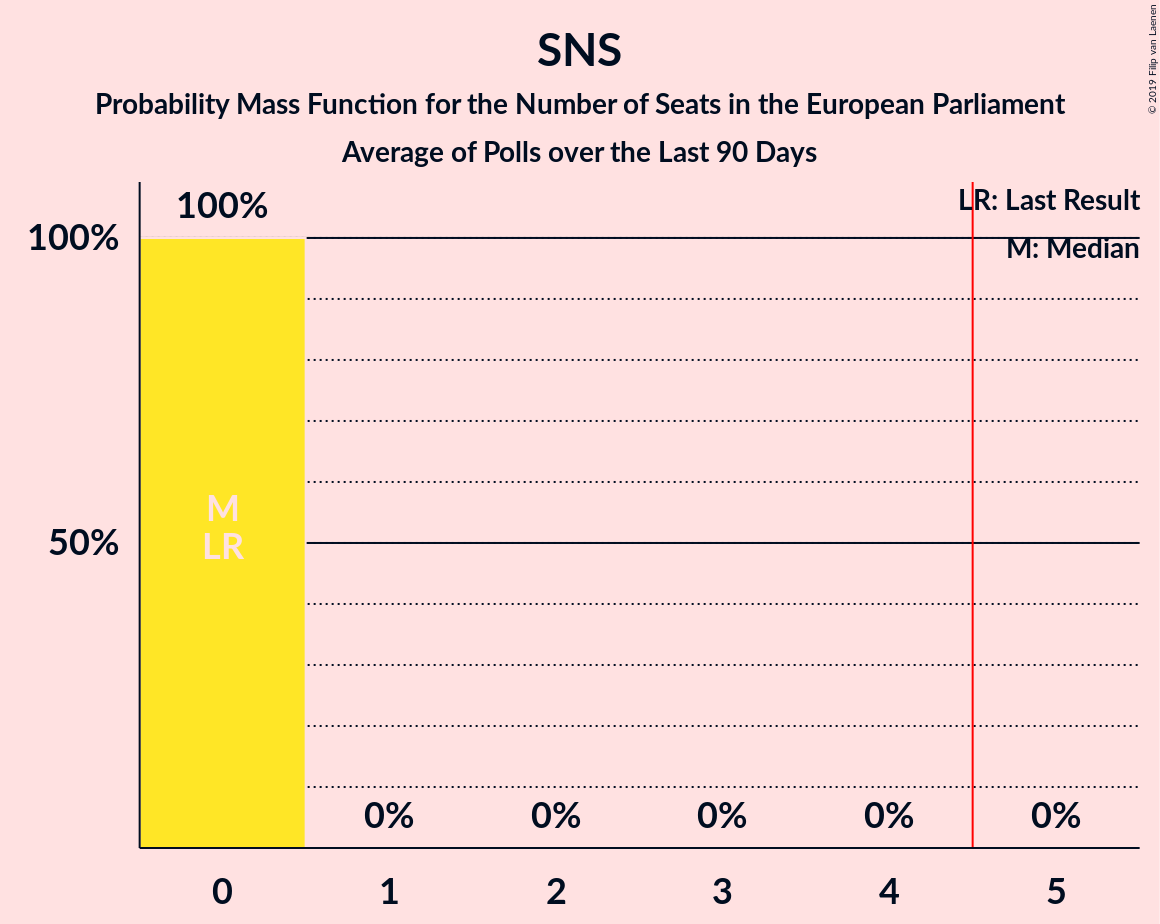 SNS
Probability Mass Function for the Number of Seats in the European Parliament
Average of Polls over the Last 90 Days
© 2019 Filip van Laenen
LR: Last Result
M: Median
100%
100%
50%
M
LR
0% 0% 0% 0% 0%
0 1 2 3 4 5